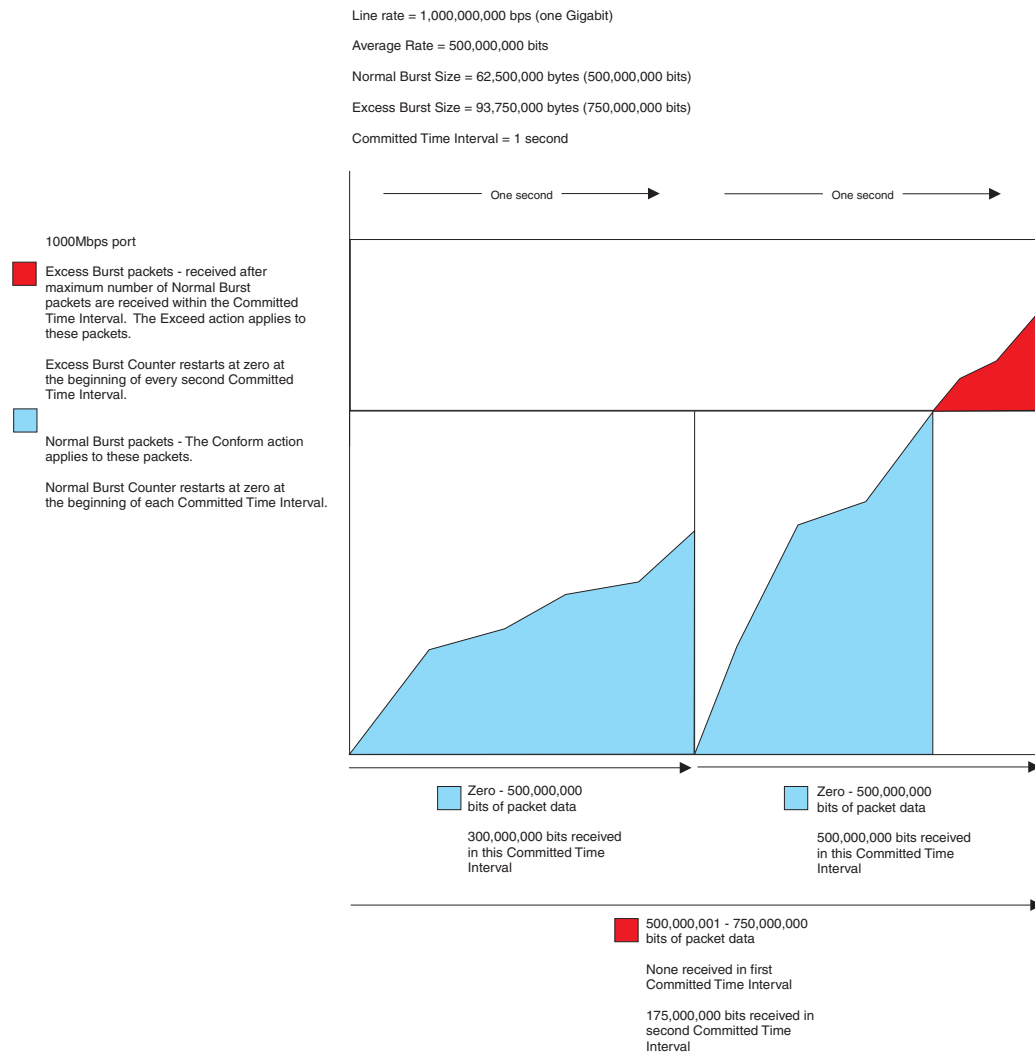 Line rate = 1,000,000,000 bps (one Gigabit)
Average Rate = 500,000,000 bits
Normal Burst Size = 62,500,000 bytes (500,000,000 bits)
Excess Burst Size = 93,750,000 bytes (750,000,000 bits)
Committed Time Interval = 1 second
One second
One second
1000Mbps port
Excess Burst packets - received after
maximum number of Normal Burst
packets are received within the Committed
Time Interval. The Exceed action applies to
these packets.
Excess Burst Counter restarts at zero at
the beginning of every second Committed
Time Interval.
Normal Burst packets - The Conform action
applies to these packets.
Normal Burst Counter restarts at zero at
the beginning of each Committed Time Interval.
Zero - 500,000,000
bits of packet data
300,000,000 bits received
in this Committed Time
Interval
Zero - 500,000,000
bits of packet data
500,000,000 bits received
in this Committed Time
Interval
500,000,001 - 750,000,000
bits of packet data
None received in first
Committed Time Interval
175,000,000 bits received in
second Committed Time
Interval